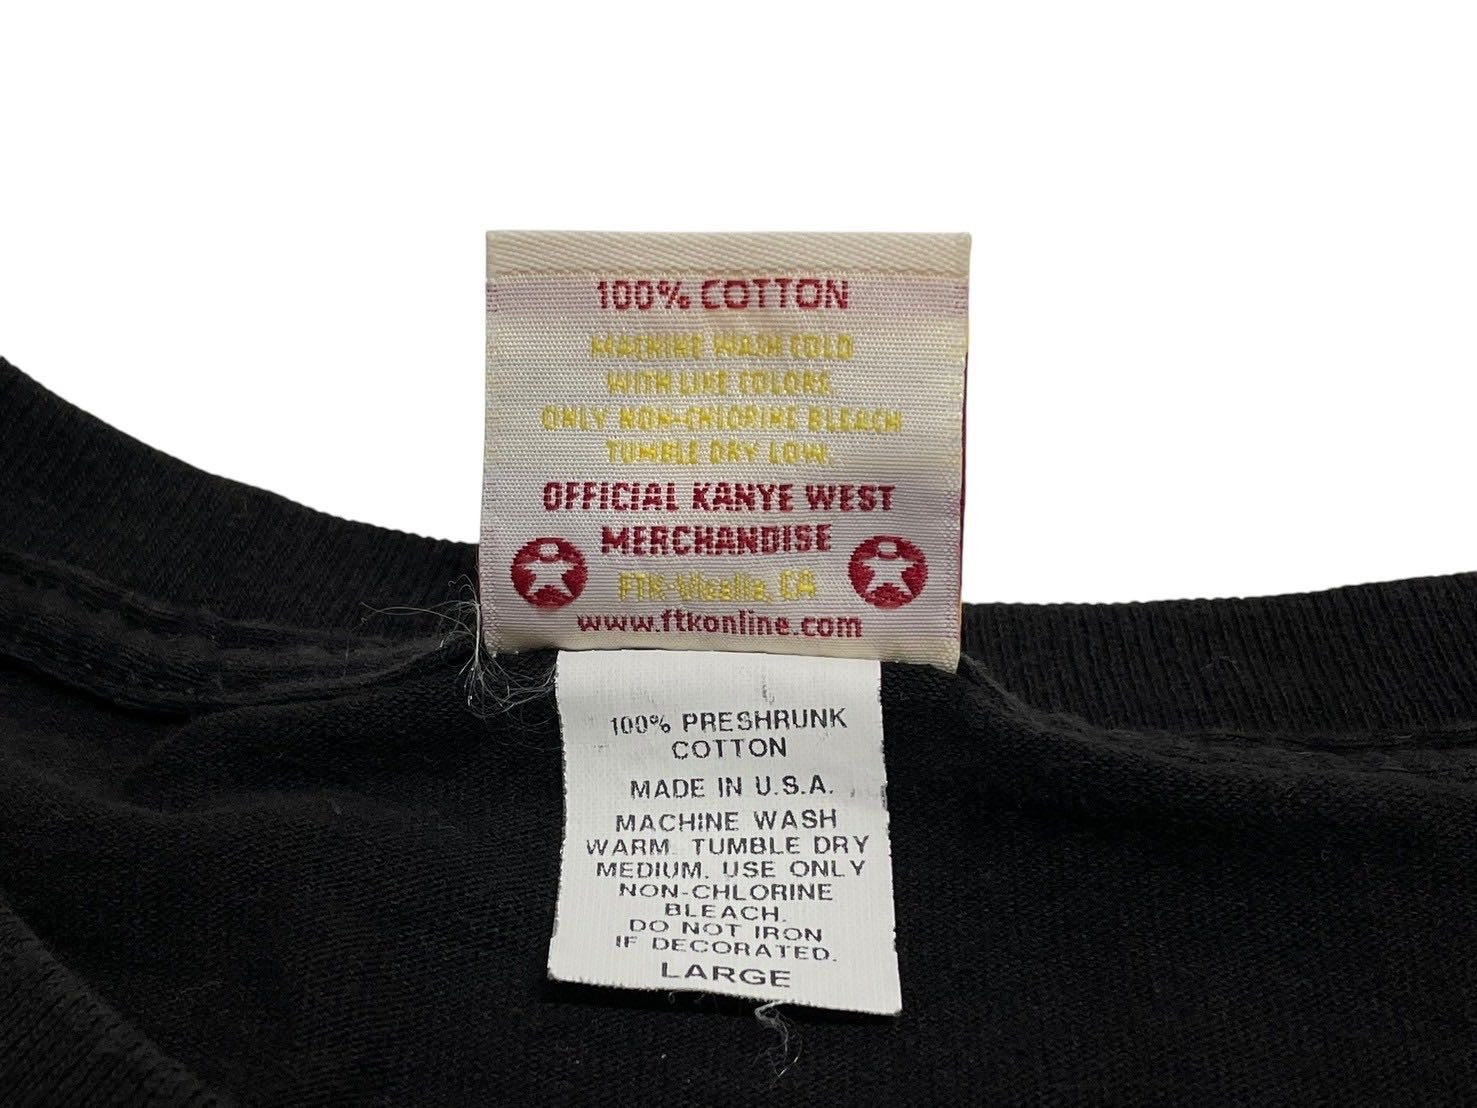 100% COTTON
MACHINE WASH COLD
WITH LIKE COLORS.
ONLY NON-CHLORINE BLEACH
TUMBLE DRY LOW.
OFFICIAL KANYE WEST
MERCHANDISE
FTK-Visalia, CA
www.ftkonline.com
100% PRESHRUNK
COTTON
MADE IN U.S.A.
MACHINE WASH
WARM. TUMBLE DRY
MEDIUM. USE ONLY
NON-CHLORINE
BLEACH.
DO NOT IRON
IF DECORATED.
LARGE